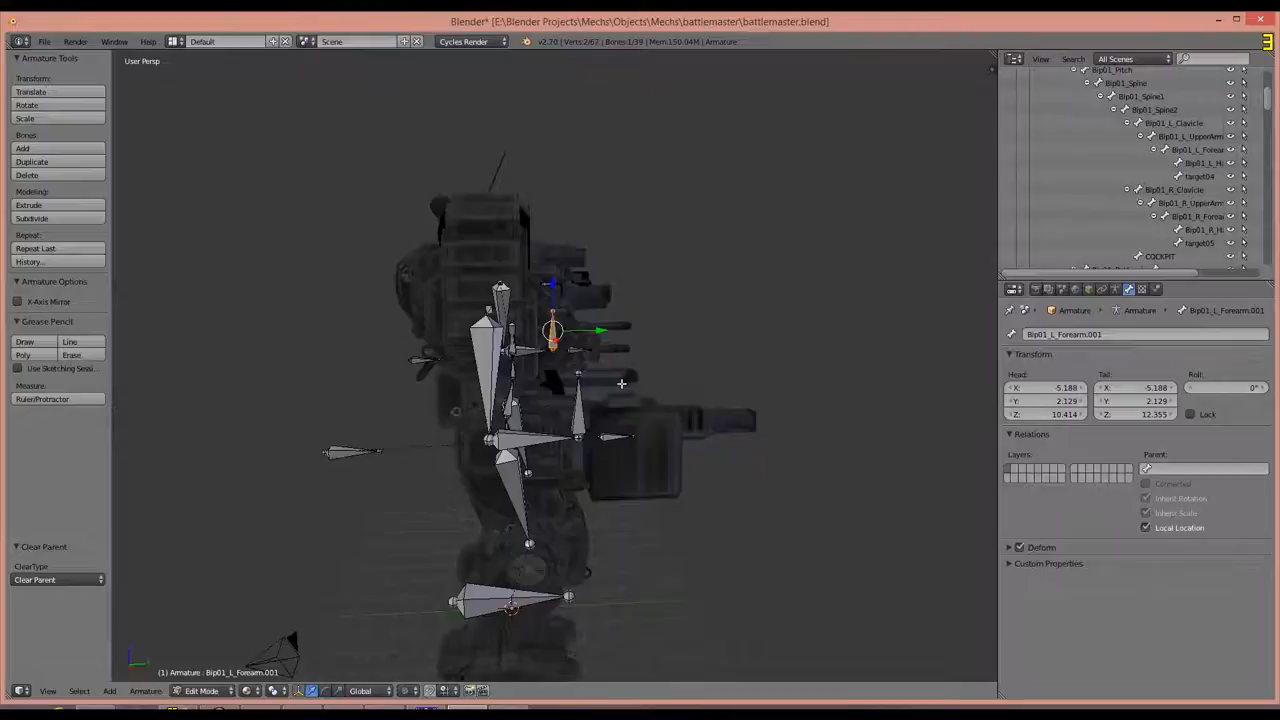 Blender* [E:\Blender Projects\Mechs\Objects\Mechs\battlemaster\battlemaster.blend]
File Render Window Help Default Scene Cycles Render v2.70 | Verts:2/67 | Bones:1/39 | Mem:150.04M | Armature
3
Armature Tools
Transform:
Translate
Rotate
Scale
Bones:
Add
Duplicate
Delete
Modeling:
Extrude
Subdivide
Repeat:
Repeat Last
History...
Armature Options
X-Axis Mirror
Grease Pencil
Draw Line
Poly Erase
Use Sketching Sessi...
Measure:
Ruler/Protractor
Clear Parent
ClearType
Clear Parent
User Persp
(1) Armature : Bip01_L_Forearm.001
View Select Add Armature Edit Mode Global
View Search All Scenes
Bip01_Pitch
Bip01_Spine
Bip01_Spine1
Bip01_Spine2
Bip01_L_Clavicle
Bip01_L_UpperArm
Bip01_L_Forear
Bip01_L_Ha
target04
Bip01_R_Clavicle
Bip01_R_UpperArm
Bip01_R_Forea
Bip01_R_Ha
target05
COCKPIT
Armature Armature Bip01_L_Forearm.001
Bip01_L_Forearm.001
Transform
Head: Tail: Roll:
X: -5.188 X: -5.188 0°
Y: 2.129 Y: 2.129
Z: 10.414 Z: 12.355 Lock
Relations
Layers: Parent:
Connected
Inherit Rotation
Inherit Scale
Local Location
Deform
Custom Properties